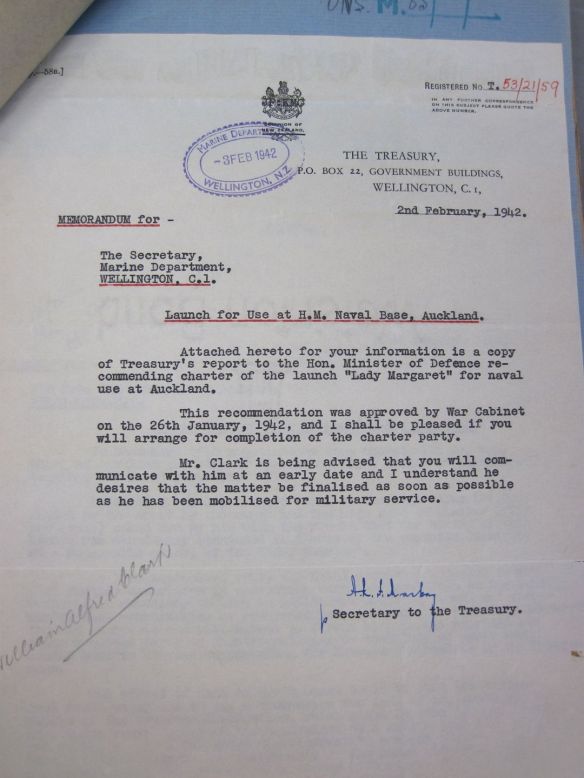 —58a.]
REGISTERED No. T. 53/21/59
IN ANY FURTHER CORRESPONDENCE
ON THIS SUBJECT PLEASE QUOTE THE
ABOVE NUMBER.
DOMINION OF
NEW ZEALAND.
MARINE DEPARTMENT
-3 FEB 1942
WELLINGTON, N.Z.
THE TREASURY,
P.O. BOX 22, GOVERNMENT BUILDINGS,
WELLINGTON, C. 1,
2nd February, 1942.
MEMORANDUM for -
The Secretary,
Marine Department,
WELLINGTON, C.1.
Launch for Use at H.M. Naval Base, Auckland.
Attached hereto for your information is a copy
of Treasury's report to the Hon. Minister of Defence re-
commending charter of the launch "Lady Margaret" for naval
use at Auckland.
This recommendation was approved by War Cabinet
on the 26th January, 1942, and I shall be pleased if you
will arrange for completion of the charter party.
Mr. Clark is being advised that you will com-
municate with him at an early date and I understand he
desires that the matter be finalised as soon as possible
as he has been mobilised for military service.
William Alfred Clark
p Secretary to the Treasury.